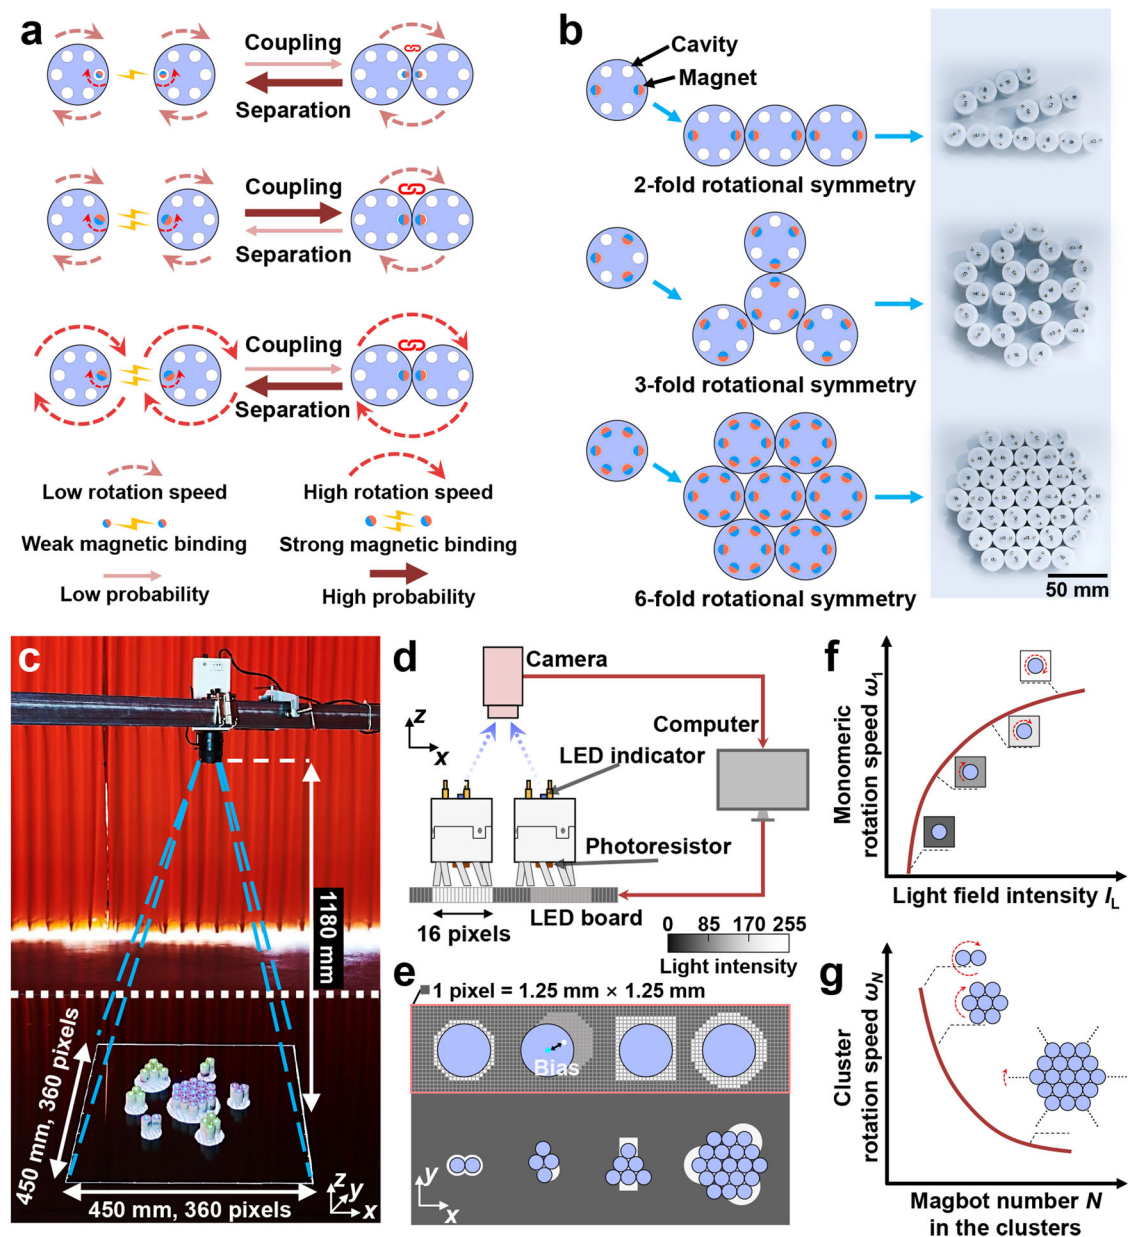 a
Coupling
Separation
Coupling
Separation
Coupling
Separation
Low rotation speed
High rotation speed
Weak magnetic binding
Strong magnetic binding
Low probability
High probability
b
Cavity
Magnet
2-fold rotational symmetry
3-fold rotational symmetry
6-fold rotational symmetry
50 mm
c
1180 mm
450 mm, 360 pixels
450 mm, 360 pixels
z
y
x
d
Camera
z
x
Computer
LED indicator
Photoresistor
LED board
16 pixels
0 85 170 255
Light intensity
e
1 pixel = 1.25 mm × 1.25 mm
Bias
y
x
f
Monomeric
rotation speed ω1
Light field intensity IL
g
Cluster
rotation speed ωN
Magbot number N
in the clusters